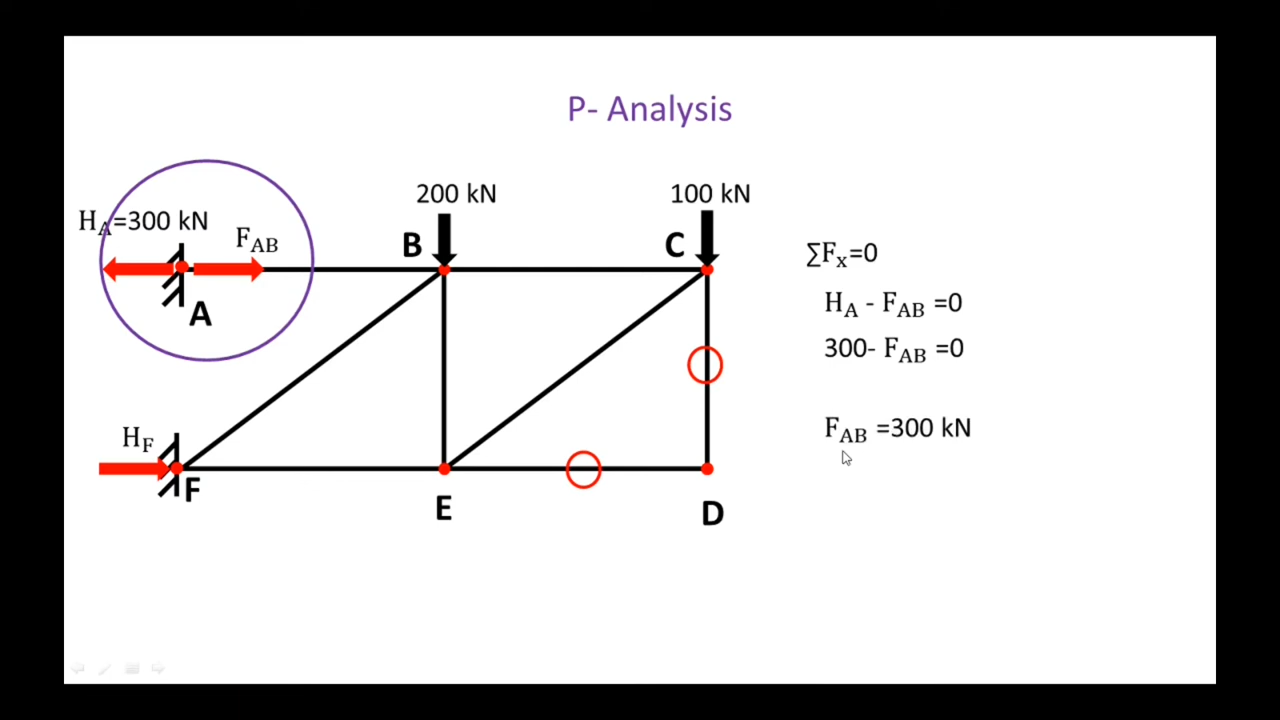 P- Analysis
200 kN
100 kN
H_A=300 kN
F_AB
B
C
A
∑F_x=0
H_A - F_AB =0
300- F_AB =0
F_AB =300 kN
H_F
F
E
D